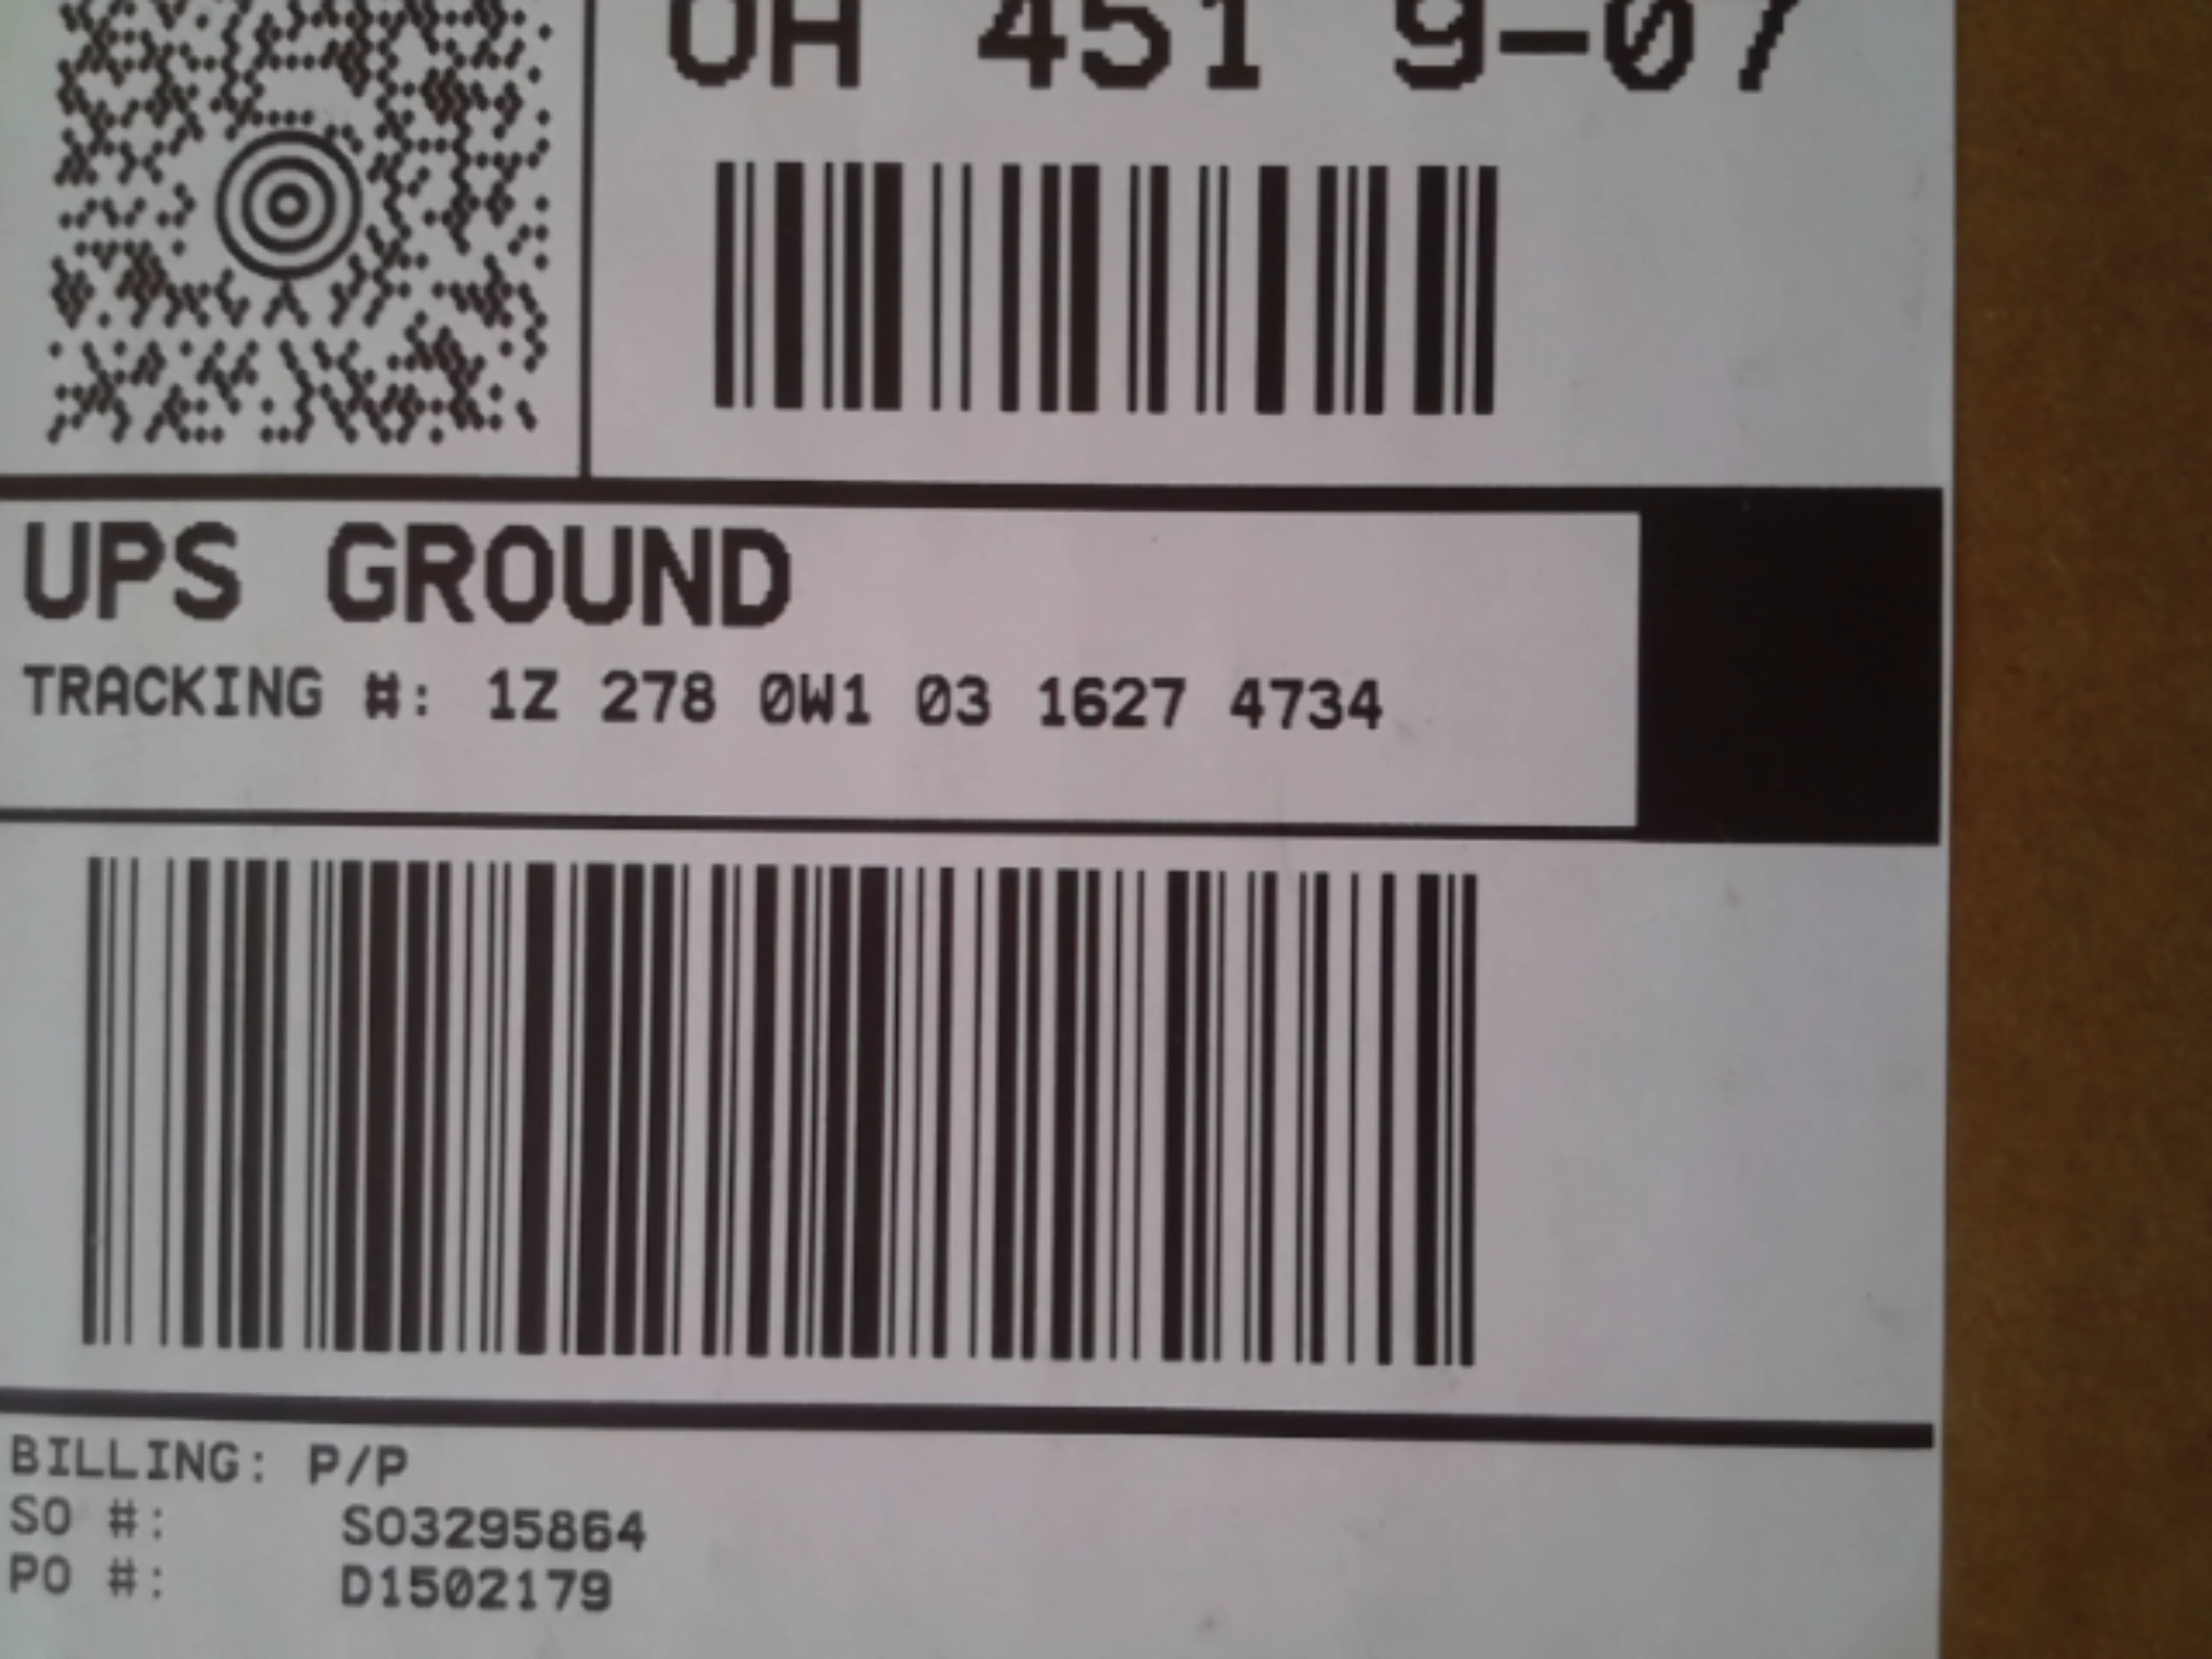 OH 451 9-07
UPS GROUND
TRACKING #: 1Z 278 0W1 03 1627 4734
BILLING: P/P
SO #: SO3295864
PO #: D1502179